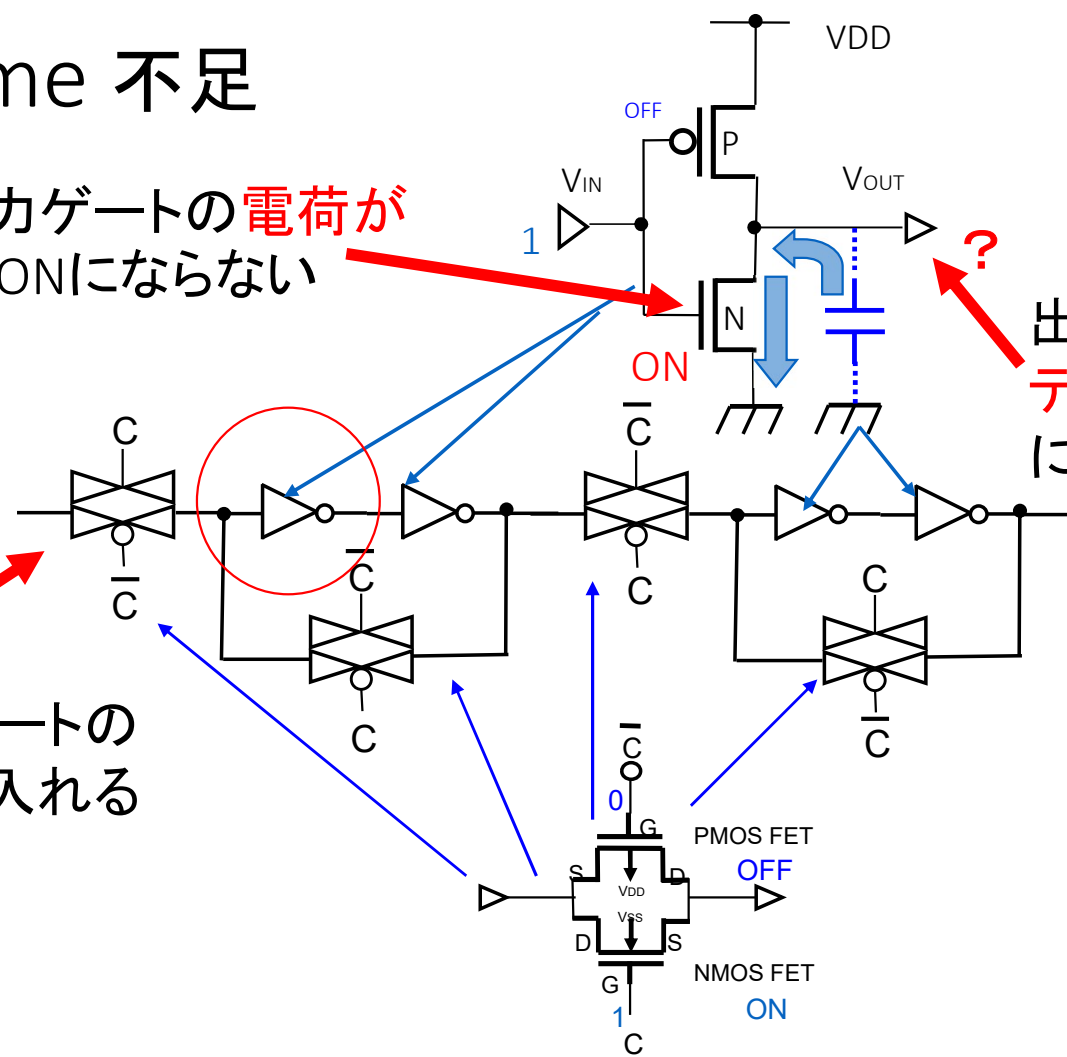 me 不足
VDD
OFF
P
カゲートの電荷が
VIN
VOUT
1
?
ONにならない
N
出
ON
テ
に
C
C
C
C
C
C
C
C
ートの
入れる
C
0
G
PMOS FET
OFF
S
D
VDD
VSS
D
S
NMOS FET
G
ON
1
C